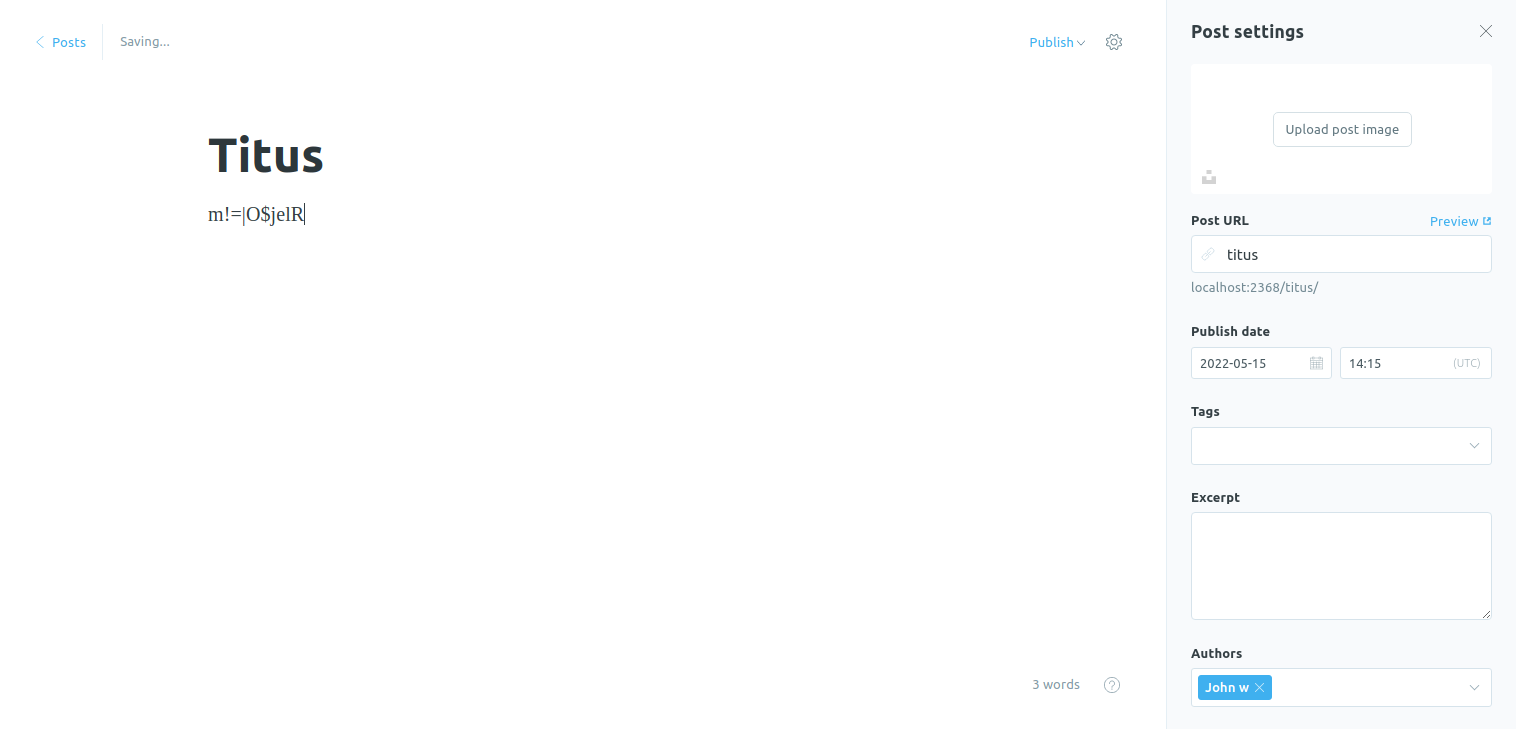 Posts
Saving...
Publish
Titus
m!=|O$jelR
3 words
Post settings
Upload post image
Post URL
Preview
titus
localhost:2368/titus/
Publish date
2022-05-15
14:15
(UTC)
Tags
Excerpt
Authors
John w